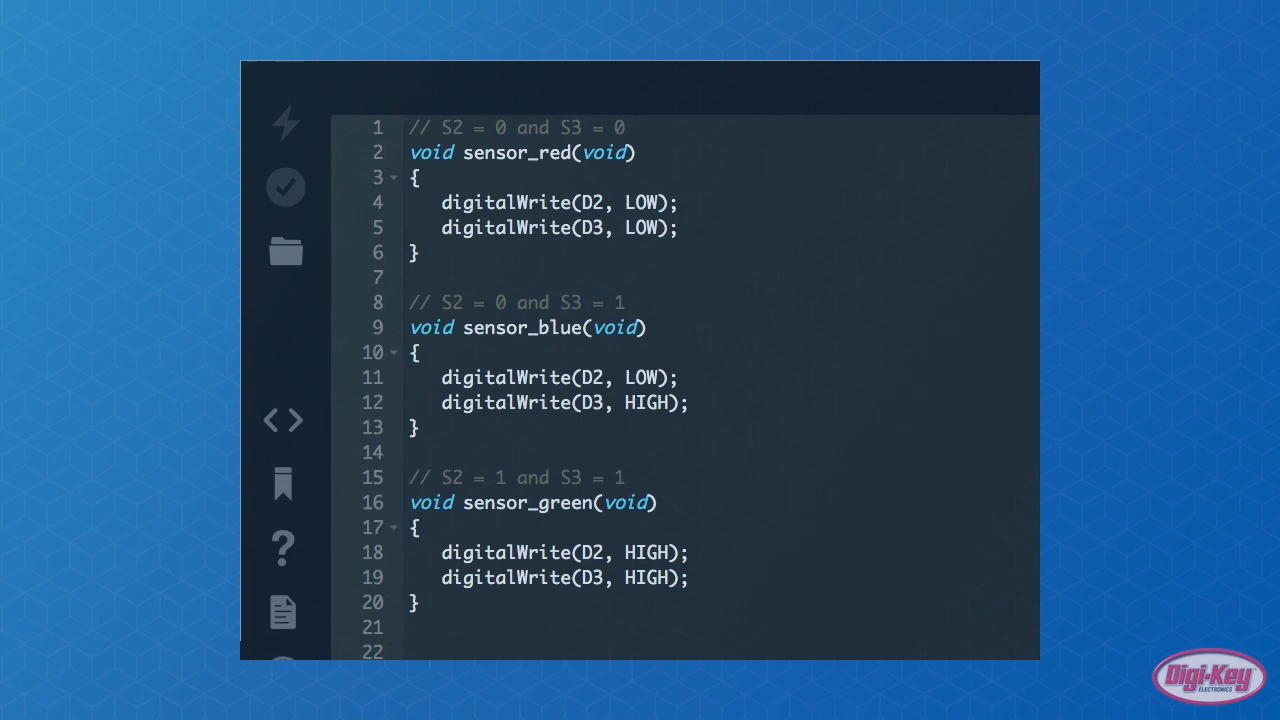 1 // S2 = 0 and S3 = 0
2 void sensor_red(void)
3 {
4 digitalWrite(D2, LOW);
5 digitalWrite(D3, LOW);
6 }
7
8 // S2 = 0 and S3 = 1
9 void sensor_blue(void)
10 {
11 digitalWrite(D2, LOW);
12 digitalWrite(D3, HIGH);
13 }
14
15 // S2 = 1 and S3 = 1
16 void sensor_green(void)
17 {
18 digitalWrite(D2, HIGH);
19 digitalWrite(D3, HIGH);
20 }
21
22
?
Digi-Key
ELECTRONICS